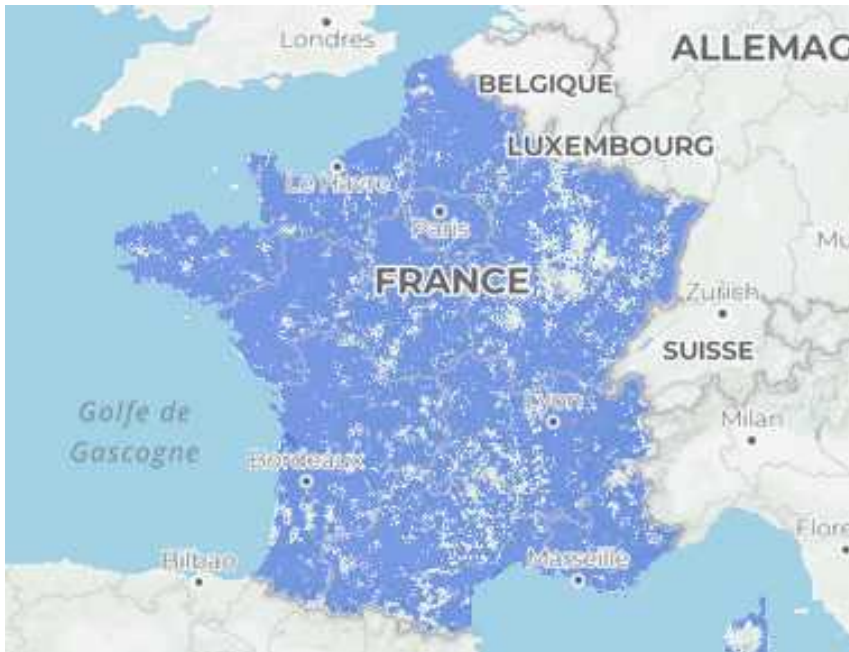 Londres
ALLEMAG
BELGIQUE
LUXEMBOURG
Le Havre
Paris
Mu
FRANCE
Zurich
SUISSE
Golfe de
Gascogne
Lyon
Milan
Bordeaux
Flore
Bilbao
Marseille